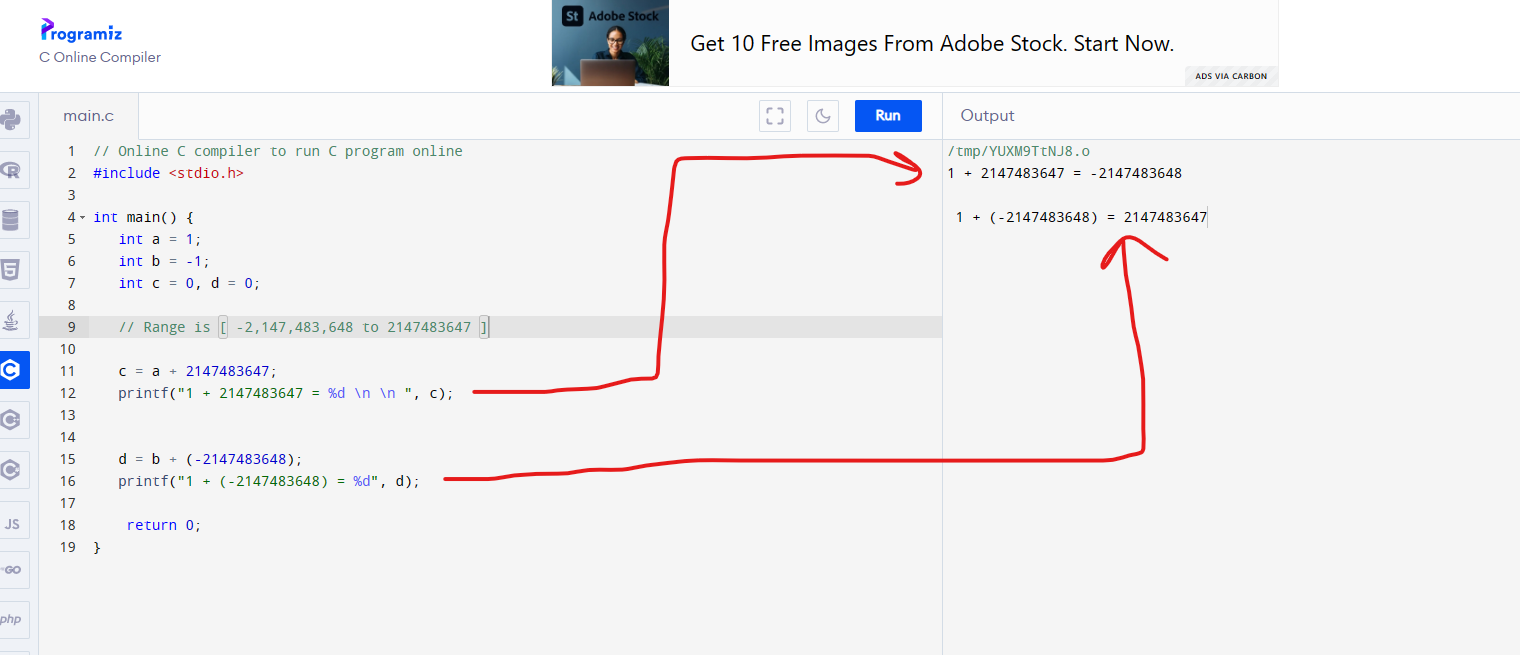 Programiz
C Online Compiler
St Adobe Stock
Get 10 Free Images From Adobe Stock. Start Now.
ADS VIA CARBON
main.c
Run
Output
1 // Online C compiler to run C program online
2 #include <stdio.h>
3
4 int main() {
5 int a = 1;
6 int b = -1;
7 int c = 0, d = 0;
8
9 // Range is [ -2,147,483,648 to 2147483647 ]
10
11 c = a + 2147483647;
12 printf("1 + 2147483647 = %d \n \n ", c);
13
14
15 d = b + (-2147483648);
16 printf("1 + (-2147483648) = %d", d);
17
18 return 0;
19 }
/tmp/YUXM9TtNJ8.o
1 + 2147483647 = -2147483648
1 + (-2147483648) = 2147483647
JS
GO
php